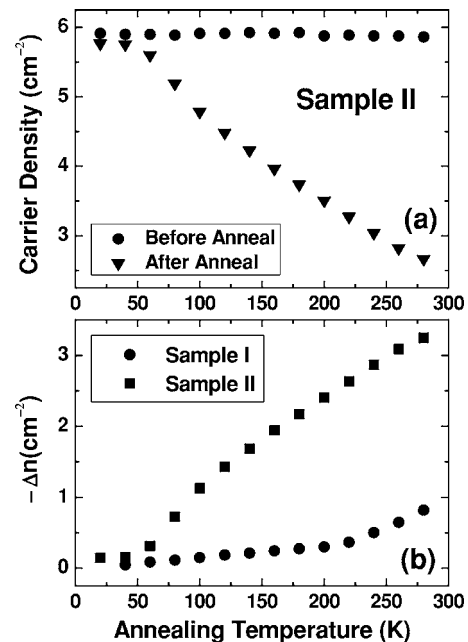 6
5
4
3
Carrier Density (cm⁻²)
Sample II
(a)
Before Anneal
After Anneal
0 50 100 150 200 250 300
3
2
1
0
−Δn(cm⁻²)
Sample I
Sample II
(b)
0 50 100 150 200 250 300
Annealing Temperature (K)